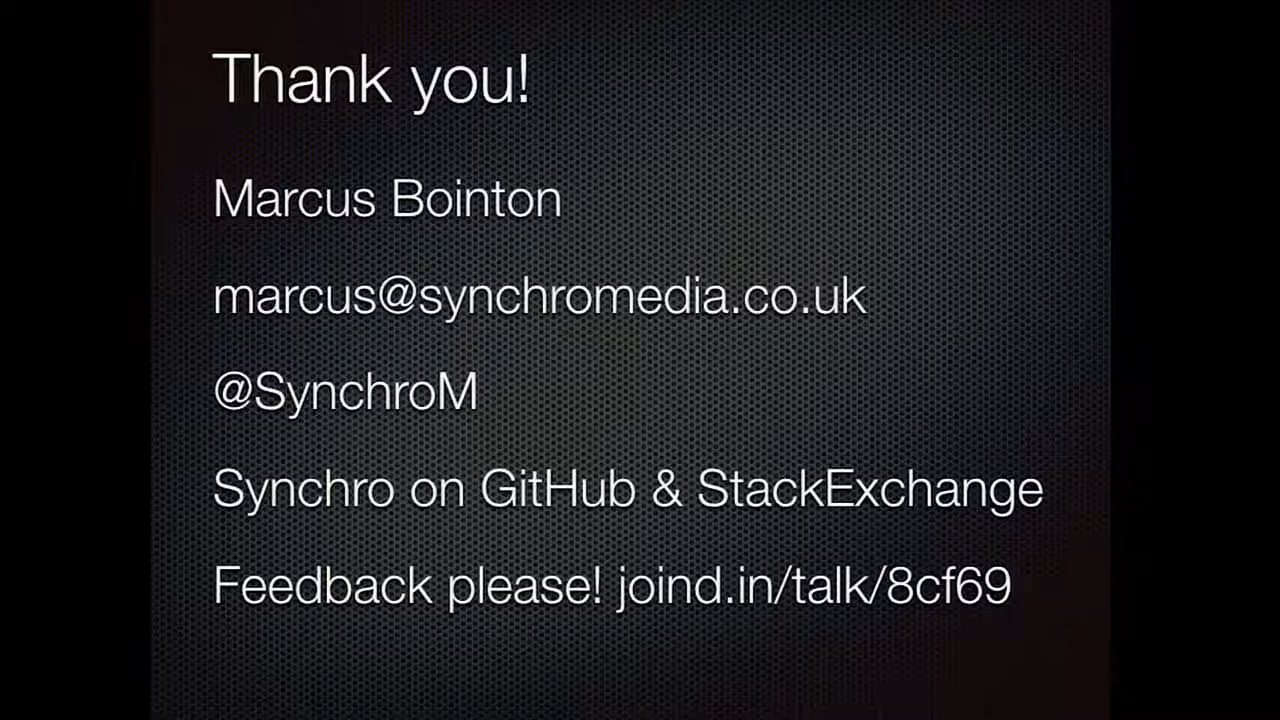 Thank you!
Marcus Bointon
marcus@synchromedia.co.uk
@SynchroM
Synchro on GitHub & StackExchange
Feedback please! joind.in/talk/8cf69